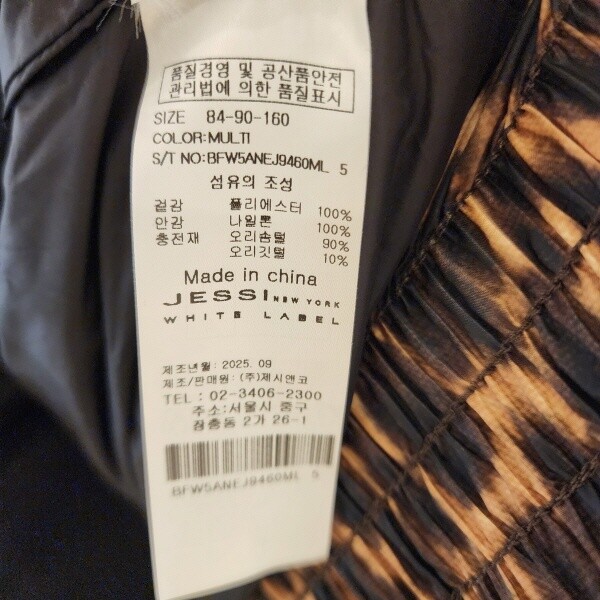 품질경영 및 공산품안전
관리법에 의한 품질표시
SIZE 84-90-160
COLOR:MULTI
S/T NO:BFW5ANEJ9460ML 5
섬유의 조성
겉감 폴리에스터 100%
안감 나일론 100%
충전재 오리솜털 90%
오리깃털 10%
Made in china
JESSI NEW YORK
WHITE LABEL
제조년월: 2025. 09
제조/판매원: (주)제시앤코
TEL : 02-3406-2300
주소:서울시 중구
장충동 2가 26-1
BFW5ANEJ9460ML 5